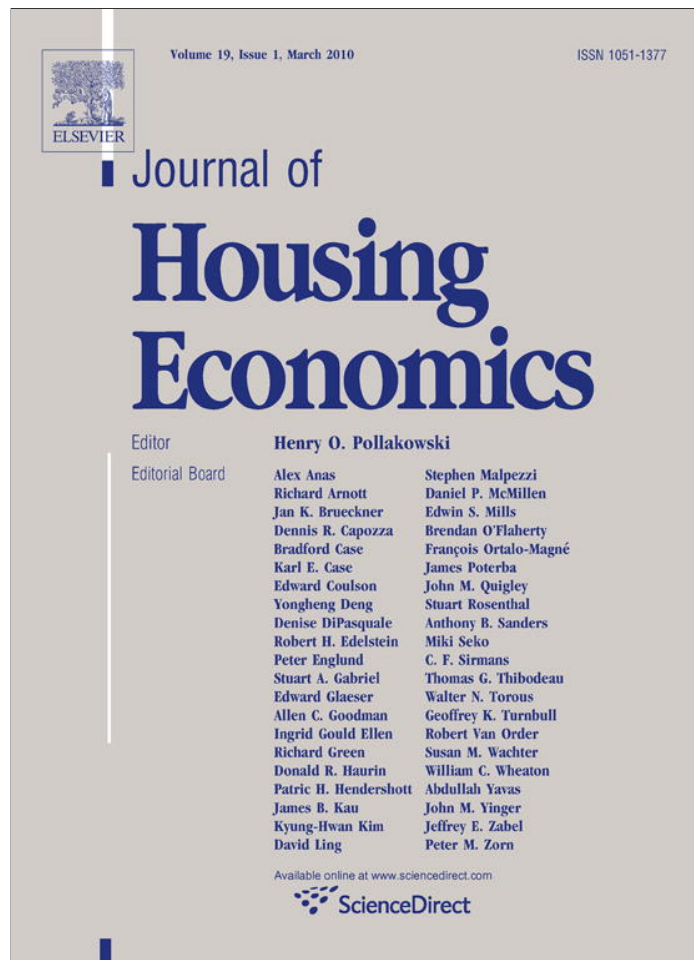 Volume 19, Issue 1, March 2010
ISSN 1051-1377
ELSEVIER
Journal of
Housing
Economics
Editor
Henry O. Pollakowski
Editorial Board
Alex Anas
Richard Arnott
Jan K. Brueckner
Dennis R. Capozza
Bradford Case
Karl E. Case
Edward Coulson
Yongheng Deng
Denise DiPasquale
Robert H. Edelstein
Peter Englund
Stuart A. Gabriel
Edward Glaeser
Allen C. Goodman
Ingrid Gould Ellen
Richard Green
Donald R. Haurin
Patric H. Hendershott
James B. Kau
Kyung-Hwan Kim
David Ling
Stephen Malpezzi
Daniel P. McMillen
Edwin S. Mills
Brendan O'Flaherty
François Ortalo-Magné
James Poterba
John M. Quigley
Stuart Rosenthal
Anthony B. Sanders
Miki Seko
C. F. Sirmans
Thomas G. Thibodeau
Walter N. Torous
Geoffrey K. Turnbull
Robert Van Order
Susan M. Wachter
William C. Wheaton
Abdullah Yavas
John M. Yinger
Jeffrey E. Zabel
Peter M. Zorn
Available online at www.sciencedirect.com
ScienceDirect